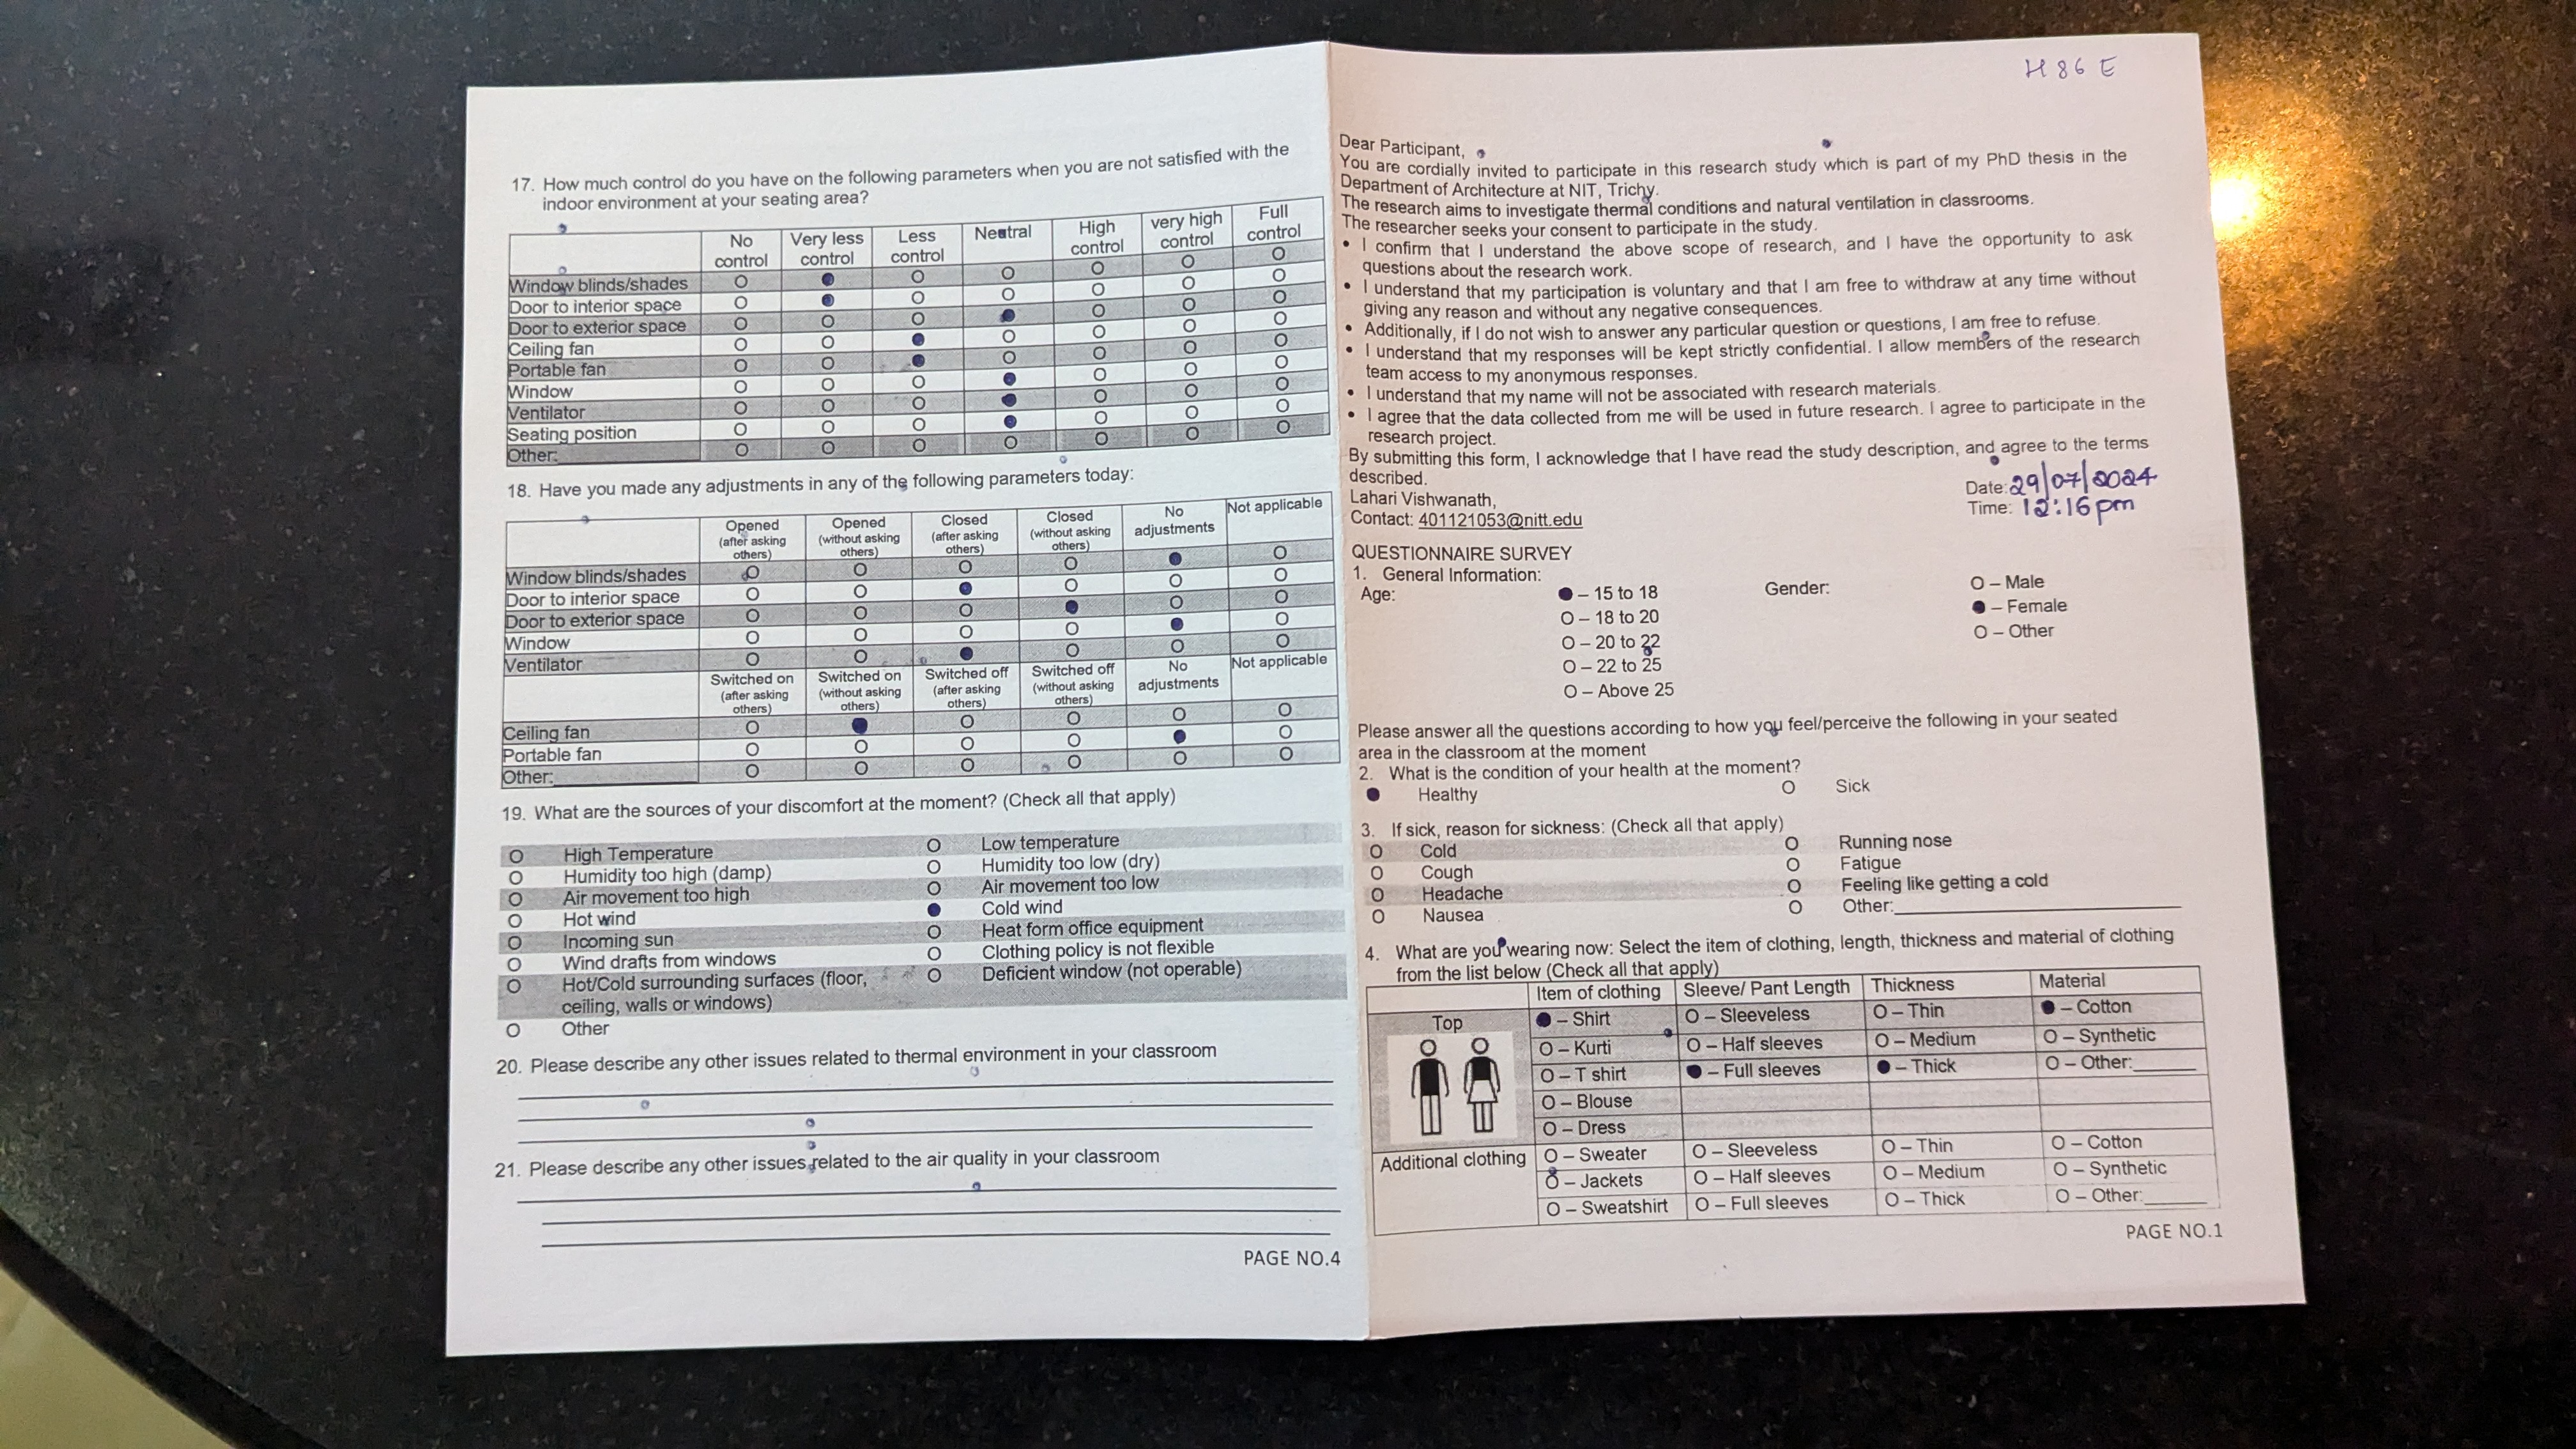 17. How much control do you have on the following parameters when you are not satisfied with the
indoor environment at your seating area?
No control Very less control Less control Neutral High control very high control Full control
Window blinds/shades O ● O O O O O
Door to interior space O ● O O O O O
Door to exterior space O O O ● O O O
Ceiling fan O O ● O O O O
Portable fan O O ● O O O O
Window O O O ● O O O
Ventilator O O O ● O O O
Seating position O O O ● O O O
Other: O O O O O O O
18. Have you made any adjustments in any of the following parameters today:
Opened (after asking others) Opened (without asking others) Closed (after asking others) Closed (without asking others) No adjustments Not applicable
Window blinds/shades O O O O ● O
Door to interior space O O ● O O O
Door to exterior space O O O ● O O
Window O O O O ● O
Ventilator O O ● O O O
Switched on (after asking others) Switched on (without asking others) Switched off (after asking others) Switched off (without asking others) No adjustments Not applicable
Ceiling fan O ● O O O O
Portable fan O O O O ● O
Other: O O O O O O
19. What are the sources of your discomfort at the moment? (Check all that apply)
O High Temperature O Low temperature
O Humidity too high (damp) O Humidity too low (dry)
O Air movement too high O Air movement too low
O Hot wind ● Cold wind
O Incoming sun O Heat form office equipment
O Wind drafts from windows O Clothing policy is not flexible
O Hot/Cold surrounding surfaces (floor, O Deficient window (not operable)
ceiling, walls or windows)
O Other
20. Please describe any other issues related to thermal environment in your classroom
21. Please describe any other issues related to the air quality in your classroom
PAGE NO.4
H 86 E
Dear Participant,
You are cordially invited to participate in this research study which is part of my PhD thesis in the
Department of Architecture at NIT, Trichy.
The research aims to investigate thermal conditions and natural ventilation in classrooms.
The researcher seeks your consent to participate in the study.
• I confirm that I understand the above scope of research, and I have the opportunity to ask
questions about the research work.
• I understand that my participation is voluntary and that I am free to withdraw at any time without
giving any reason and without any negative consequences.
• Additionally, if I do not wish to answer any particular question or questions, I am free to refuse.
• I understand that my responses will be kept strictly confidential. I allow members of the research
team access to my anonymous responses.
• I understand that my name will not be associated with research materials.
• I agree that the data collected from me will be used in future research. I agree to participate in the
research project.
By submitting this form, I acknowledge that I have read the study description, and agree to the terms
described.
Lahari Vishwanath,
Contact: 401121053@nitt.edu
Date: 29/07/2024
Time: 12:16pm
QUESTIONNAIRE SURVEY
1. General Information:
Age: ● – 15 to 18 Gender: O – Male
O – 18 to 20 ● – Female
O – 20 to 22 O – Other
O – 22 to 25
O – Above 25
Please answer all the questions according to how you feel/perceive the following in your seated
area in the classroom at the moment
2. What is the condition of your health at the moment?
● Healthy O Sick
3. If sick, reason for sickness: (Check all that apply)
O Cold O Running nose
O Cough O Fatigue
O Headache O Feeling like getting a cold
O Nausea O Other:
4. What are you wearing now: Select the item of clothing, length, thickness and material of clothing
from the list below (Check all that apply)
Item of clothing Sleeve/ Pant Length Thickness Material
Top ● – Shirt O – Sleeveless O – Thin ● – Cotton
O – Kurti O – Half sleeves O – Medium O – Synthetic
O – T shirt ● – Full sleeves ● – Thick O – Other:
O – Blouse
O – Dress
Additional clothing O – Sweater O – Sleeveless O – Thin O – Cotton
O – Jackets O – Half sleeves O – Medium O – Synthetic
O – Sweatshirt O – Full sleeves O – Thick O – Other:
PAGE NO.1